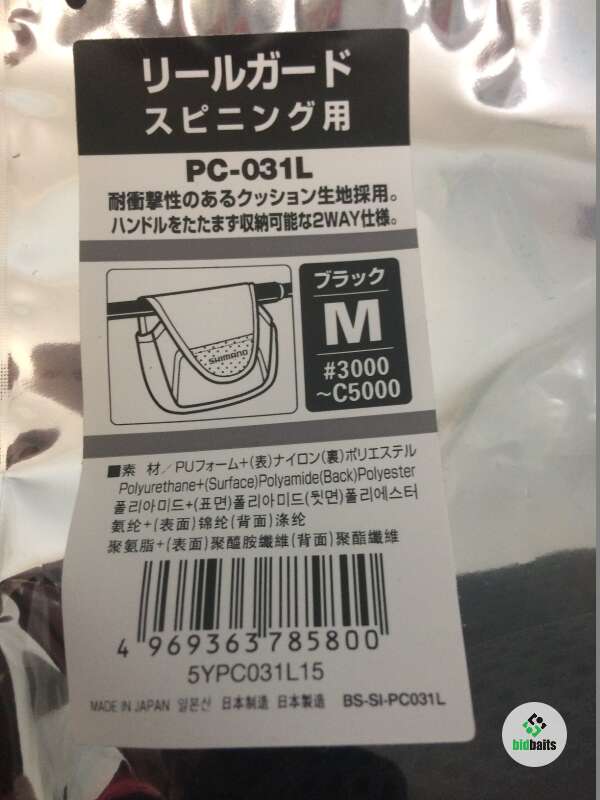 リールガード
スピニング用
PC-031L
耐衝撃性のあるクッション生地採用。
ハンドルをたたまず収納可能な2WAY仕様。
SHIMANO
ブラック
M
#3000
~C5000
■素 材/PUフォーム+(表)ナイロン(裏)ポリエステル
Polyurethane+(Surface)Polyamide(Back)Polyester
폴리아미드+(표면)폴리아미드(뒷면)폴리에스터
氨纶+(表面)锦纶(背面)涤纶
聚氨脂+(表面)聚醯胺纖維(背面)聚酯纖維
4 969363 785800
5YPC031L15
MADE IN JAPAN 일본산 日本制造 日本製造 BS-SI-PC031L
bidbaits